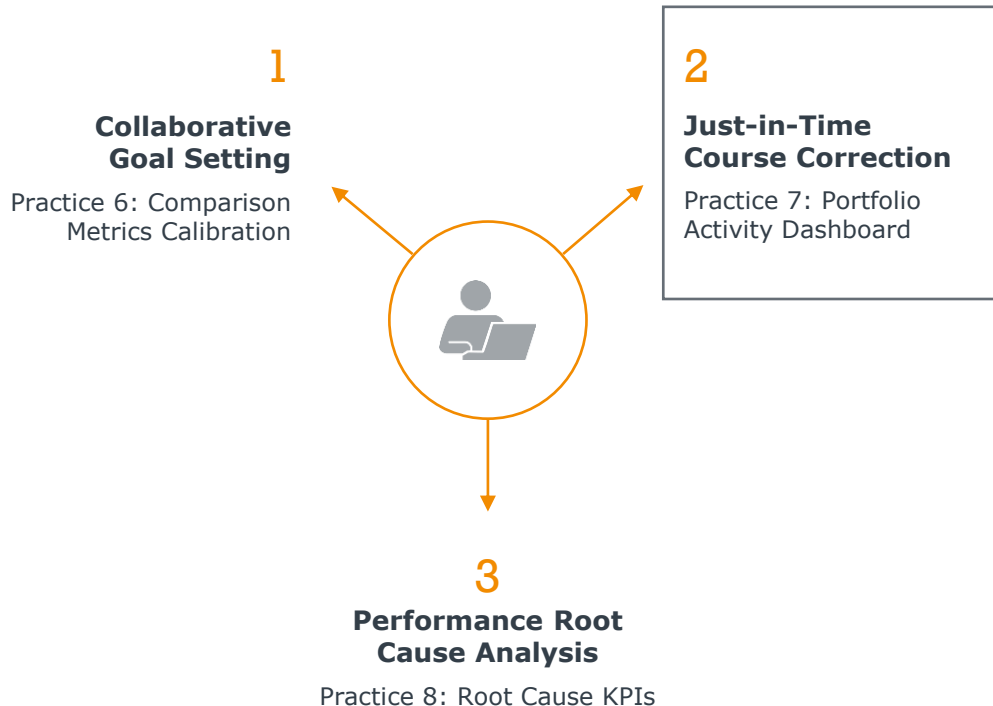 1
Collaborative
Goal Setting
Practice 6: Comparison
Metrics Calibration
2
Just-in-Time
Course Correction
Practice 7: Portfolio
Activity Dashboard
3
Performance Root
Cause Analysis
Practice 8: Root Cause KPIs